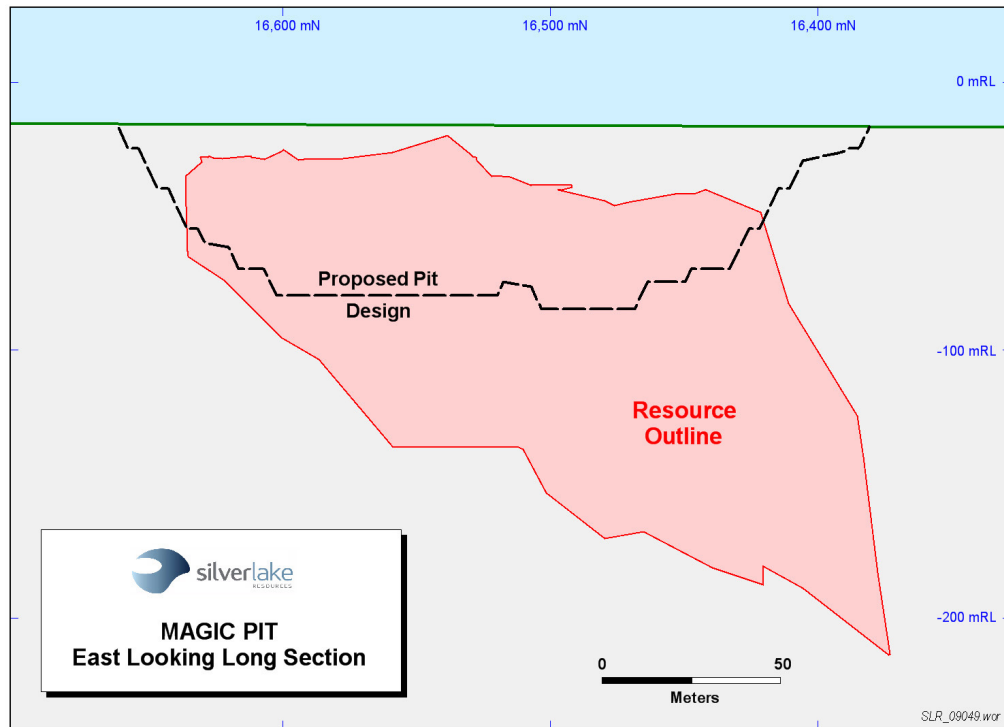 16,600 mN
16,500 mN
16,400 mN
0 mRL
Proposed Pit
Design
-100 mRL
Resource
Outline
silverlake
RESOURCES
MAGIC PIT
East Looking Long Section
-200 mRL
0
50
Meters
SLR_09049.wor